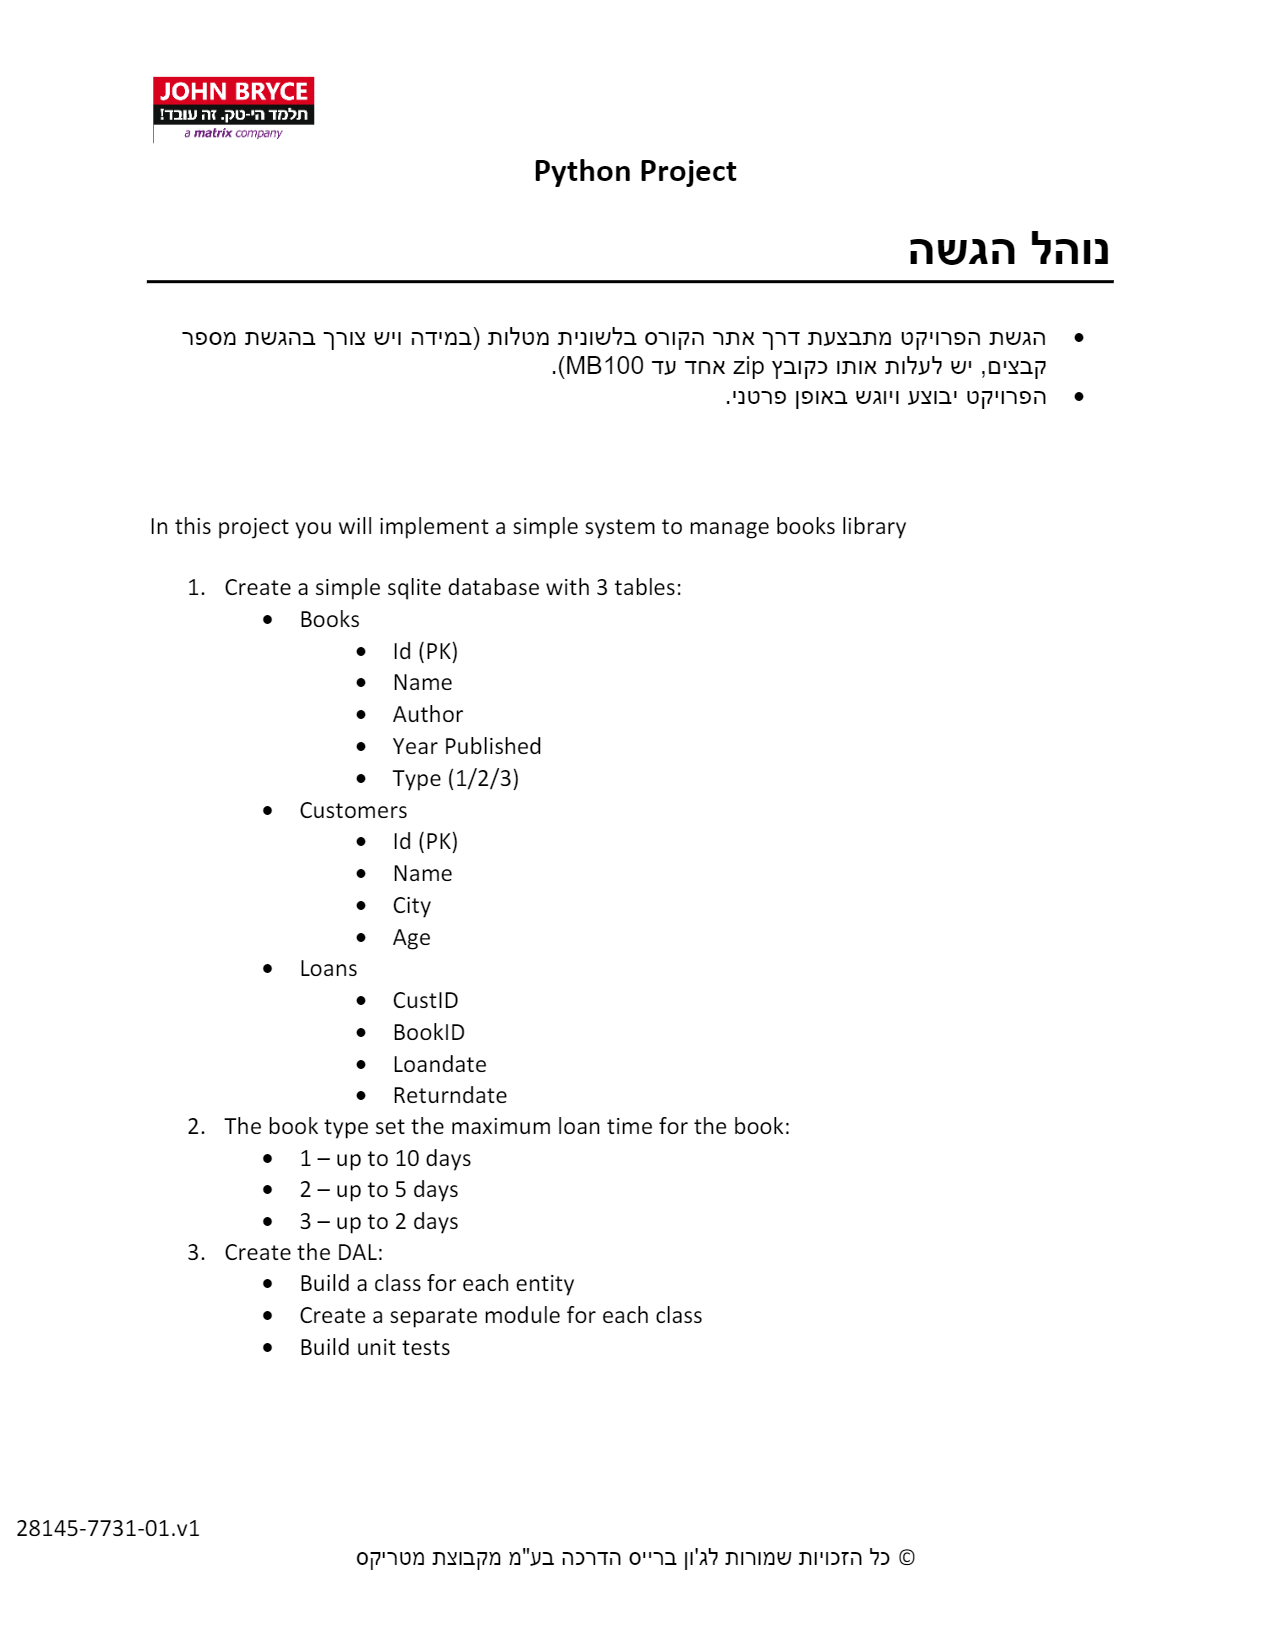 JOHN BRYCE
תלמד היי-טק. זה עובד!
a matrix company
Python Project
נוהל הגשה
• הגשת הפרויקט מתבצעת דרך אתר הקורס בלשונית מטלות (במידה ויש צורך בהגשת מספר
קבצים, יש לעלות אותו כקובץ zip אחד עד 100MB).
• הפרויקט יבוצע ויוגש באופן פרטני.
In this project you will implement a simple system to manage books library
1. Create a simple sqlite database with 3 tables:
• Books
• Id (PK)
• Name
• Author
• Year Published
• Type (1/2/3)
• Customers
• Id (PK)
• Name
• City
• Age
• Loans
• CustID
• BookID
• Loandate
• Returndate
2. The book type set the maximum loan time for the book:
• 1 – up to 10 days
• 2 – up to 5 days
• 3 – up to 2 days
3. Create the DAL:
• Build a class for each entity
• Create a separate module for each class
• Build unit tests
28145-7731-01.v1
© כל הזכויות שמורות לג'ון ברייס הדרכה בע"מ מקבוצת מטריקס